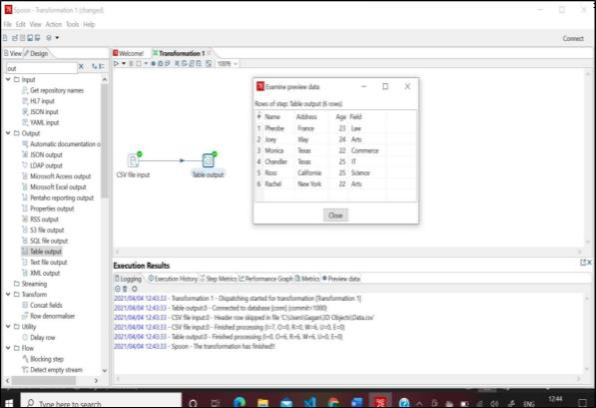 Spoon - Transformation 1 (changed)
File Edit View Action Tools Help
Connect
View Design
Welcome! Transformation 1
out
100%
Input
Get repository names
HL7 input
JSON input
YAML input
Output
Automatic documentation o
JSON output
LDAP output
Microsoft Access output
Microsoft Excel output
Pentaho reporting output
Properties output
RSS output
S3 file output
SQL file output
Table output
Text file output
XML output
Streaming
Transform
Concat fields
Row denormaliser
Utility
Delay row
Flow
Blocking step
Detect empty stream
CSV file input
Table output
Examine preview data
Rows of step: Table output (6 rows)
# Name Address Age Field
1 Pheobe France 23 Law
2 Joey Way 24 Arts
3 Monica Texas 22 Commerce
4 Chandler Texas 25 IT
5 Ross California 25 Science
6 Rachel New York 22 Arts
Close
Execution Results
Logging Execution History Step Metrics Performance Graph Metrics Preview data
2021/04/04 12:43:33 - Transformation 1 - Dispatching started for transformation [Transformation 1]
2021/04/04 12:43:33 - Table output.0 - Connected to database [conn] (commit=1000)
2021/04/04 12:43:33 - CSV file input.0 - Header row skipped in file 'C:\Users\Gagan\3D Objects\Data.csv'
2021/04/04 12:43:33 - CSV file input.0 - Finished processing (I=7, O=0, R=0, W=6, U=0, E=0)
2021/04/04 12:43:33 - Table output.0 - Finished processing (I=0, O=6, R=6, W=6, U=0, E=0)
2021/04/04 12:43:33 - Spoon - The transformation has finished!!
Type here to search
ENG
12:44